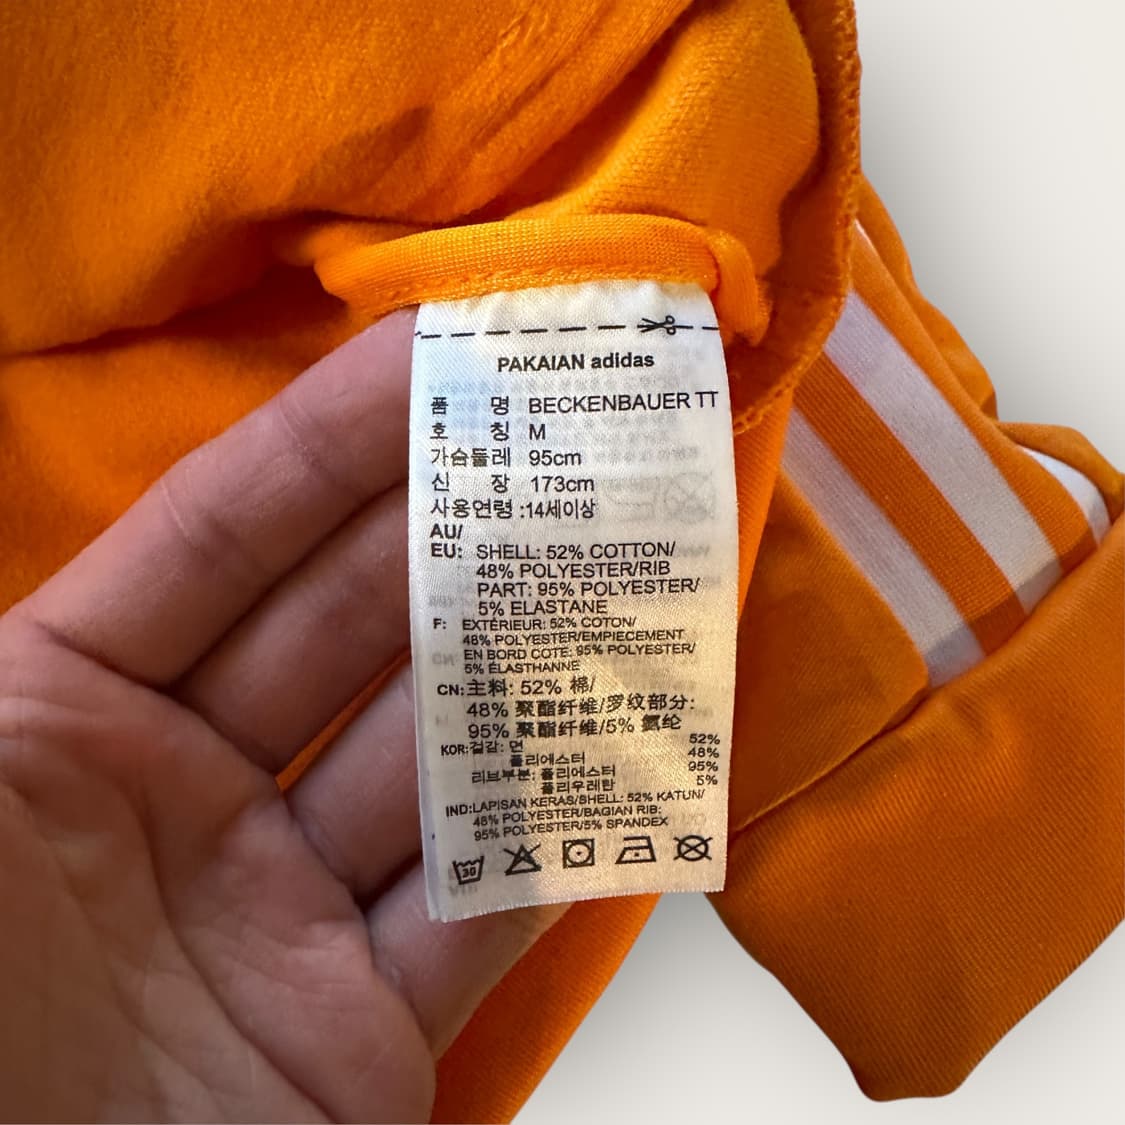 PAKAIAN adidas
품 명 BECKENBAUER TT
호 칭 M
가슴둘레 95cm
신 장 173cm
사용연령 :14세이상
AU/
EU: SHELL: 52% COTTON/
48% POLYESTER/RIB
PART: 95% POLYESTER/
5% ELASTANE
F: EXTÉRIEUR: 52% COTON/
48% POLYESTER/EMPIECEMENT
EN BORD COTE: 95% POLYESTER/
5% ÉLASTHANNE
CN: 主料: 52% 棉/
48% 聚酯纤维/罗纹部分:
95% 聚酯纤维/5% 氨纶
KOR: 겉감: 면 52%
폴리에스터 48%
리브부분: 폴리에스터 95%
폴리우레탄 5%
IND: LAPISAN KERAS/SHELL: 52% KATUN/
48% POLYESTER/BAGIAN RIB:
95% POLYESTER/5% SPANDEX
30